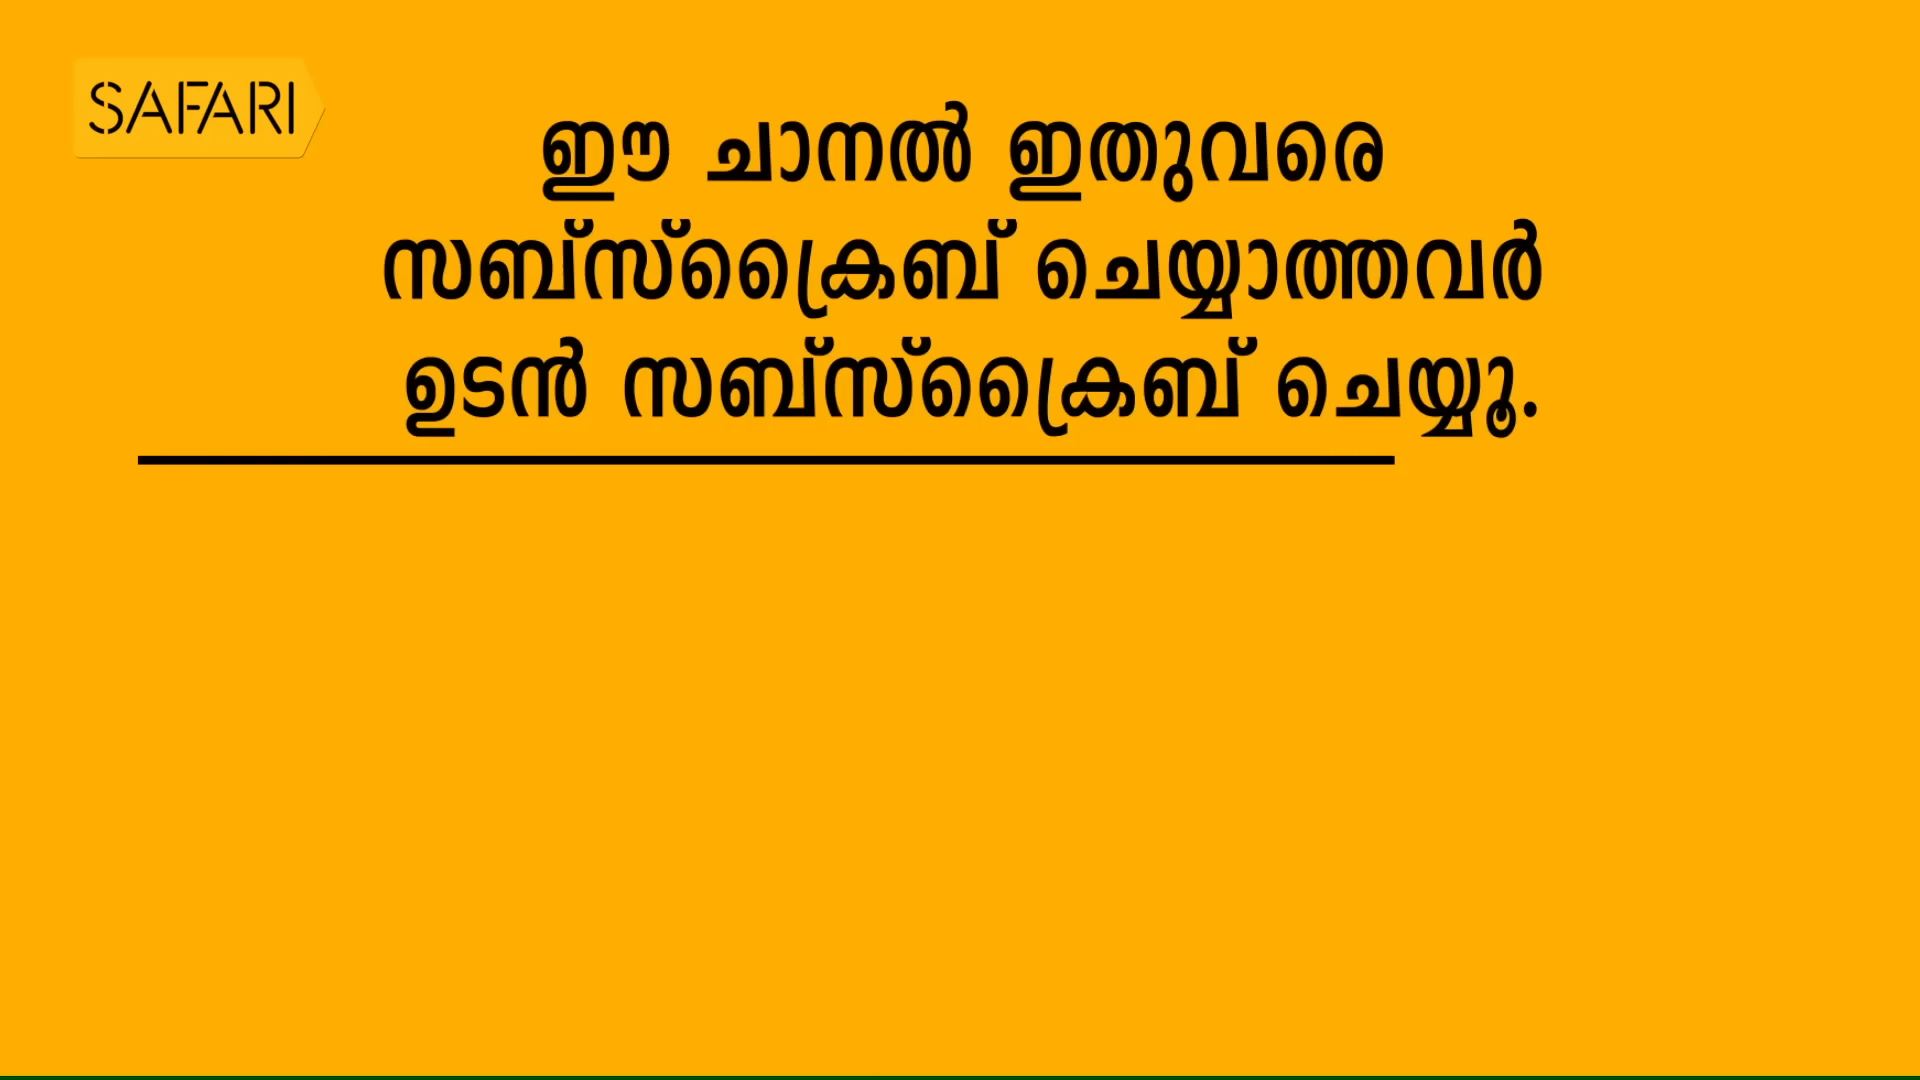 SAFARI
ഈ ചാനൽ ഇതുവരെ
സബ്സ്ക്രൈബ് ചെയ്യാത്തവർ
ഉടൻ സബ്സ്ക്രൈബ് ചെയ്യൂ.